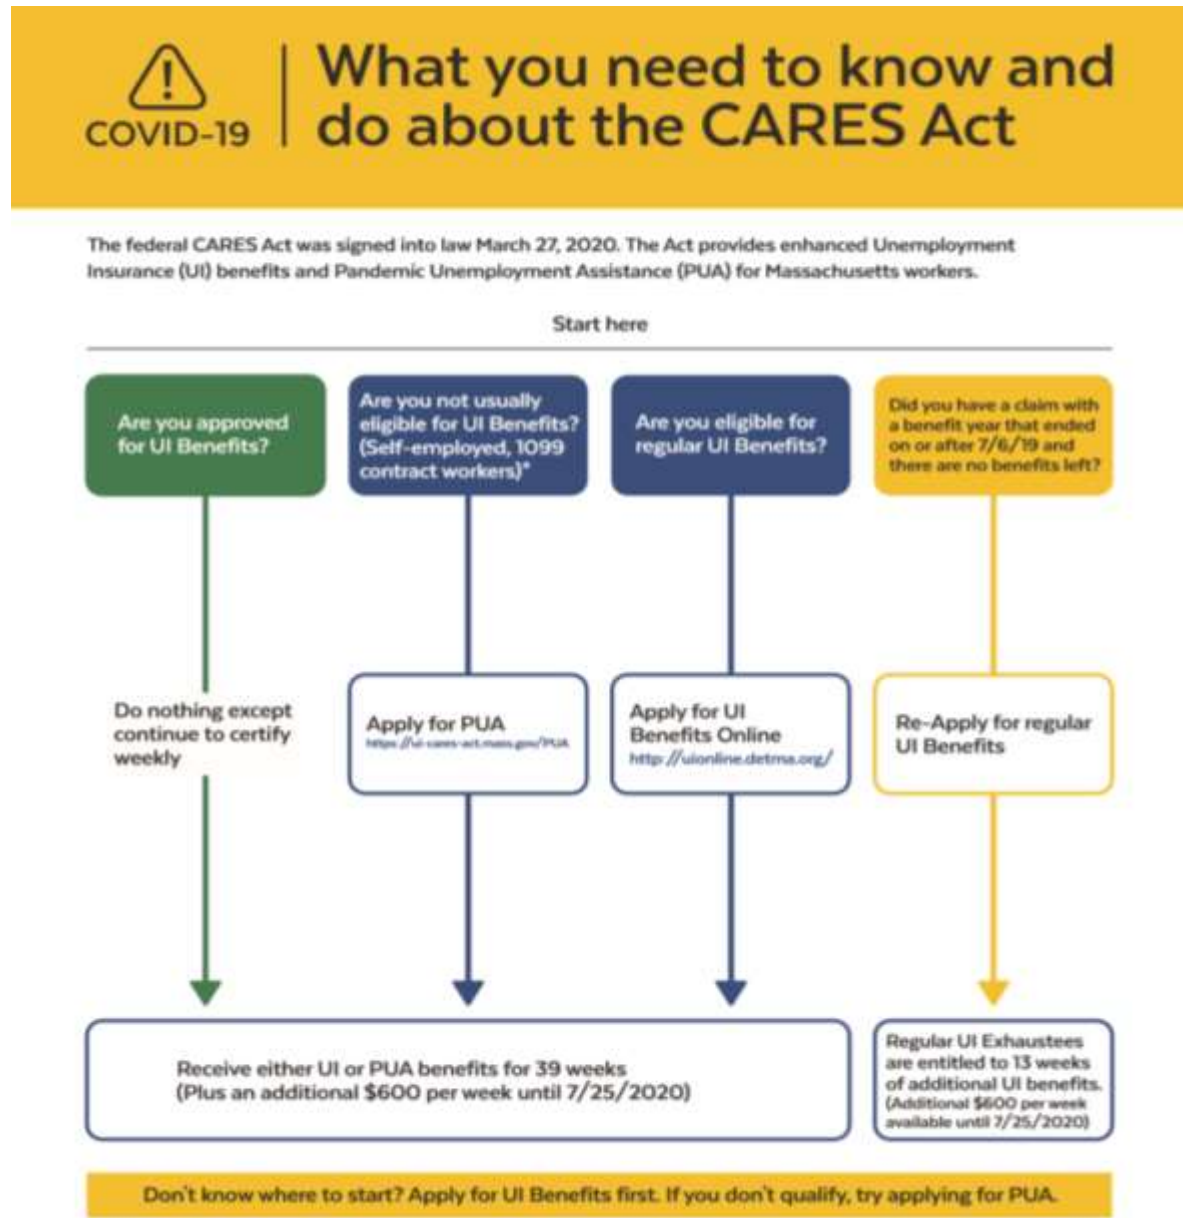 What you need to know and
do about the CARES Act
COVID-19
The federal CARES Act was signed into law March 27, 2020. The Act provides enhanced Unemployment
Insurance (UI) benefits and Pandemic Unemployment Assistance (PUA) for Massachusetts workers.
Start here
Are you approved
for UI Benefits?
Are you not usually
eligible for UI Benefits?
(Self-employed, 1099
contract workers)*
Are you eligible for
regular UI Benefits?
Did you have a claim with
a benefit year that ended
on or after 7/6/19 and
there are no benefits left?
Do nothing except
continue to certify
weekly
Apply for PUA
https://ui-cares-act.mass.gov/PUA
Apply for UI
Benefits Online
http://uionline.detma.org/
Re-Apply for regular
UI Benefits
Receive either UI or PUA benefits for 39 weeks
(Plus an additional $600 per week until 7/25/2020)
Regular UI Exhaustees
are entitled to 13 weeks
of additional UI benefits.
(Additional $600 per week
available until 7/25/2020)
Don't know where to start? Apply for UI Benefits first. If you don't qualify, try applying for PUA.